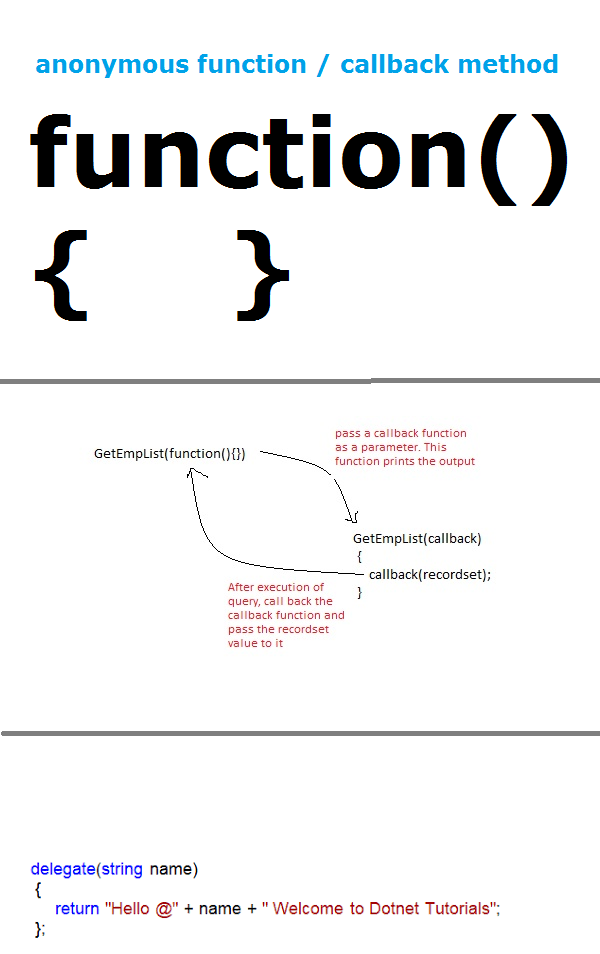 anonymous function / callback method
function()
{ }
GetEmpList(function(){})
pass a callback function
as a parameter. This
function prints the output
GetEmpList(callback)
{
callback(recordset);
}
After execution of
query, call back the
callback function and
pass the recordset
value to it
delegate(string name)
{
return "Hello @" + name + " Welcome to Dotnet Tutorials";
};